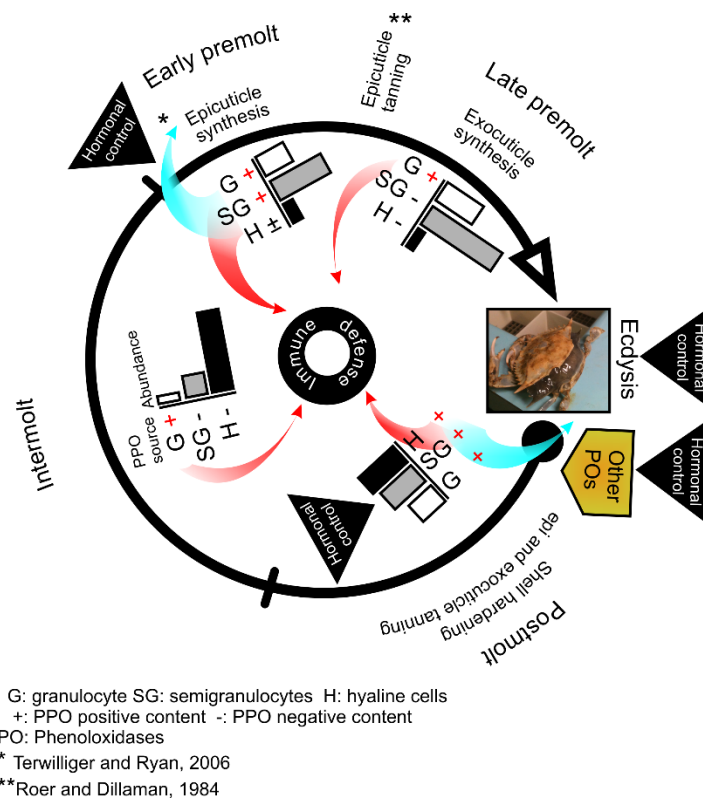 Early premolt
Hormonal
control
*
Epicuticle
synthesis
Epicuticle **
tanning
Late premolt
Exocuticle
synthesis
G +
SG +
H ±
G +
SG -
H -
Immune defense
Ecdysis
Hormonal
control
Intermolt
Abundance
PPO
source
G +
SG -
H -
H +
SG +
G +
Other
POs
Hormonal
control
Hormonal
control
epi and exocuticle tanning
Shell hardening
Postmolt
G: granulocyte SG: semigranulocytes H: hyaline cells
+: PPO positive content -: PPO negative content
PO: Phenoloxidases
* Terwilliger and Ryan, 2006
**Roer and Dillaman, 1984